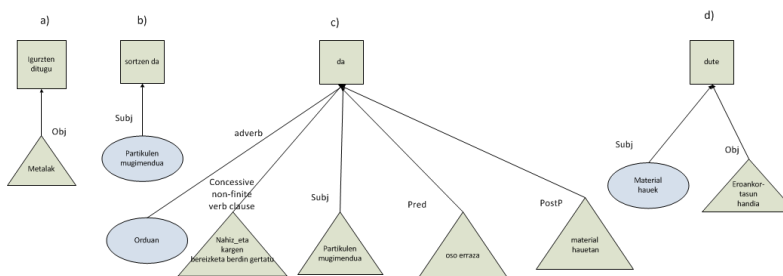 a)
b)
c)
d)
Igurzten
ditugu
sortzen da
da
dute
Obj
Subj
adverb
Concessive
non-finite
verb clause
Subj
Pred
PostP
Subj
Obj
Metalak
Partikulen
mugimendua
Orduan
Nahiz_eta
kargen
bereizketa berdin gertatu
Partikulen
mugimendua
oso erraza
material
hauetan
Material
hauek
Eroankor-
tasun
handia